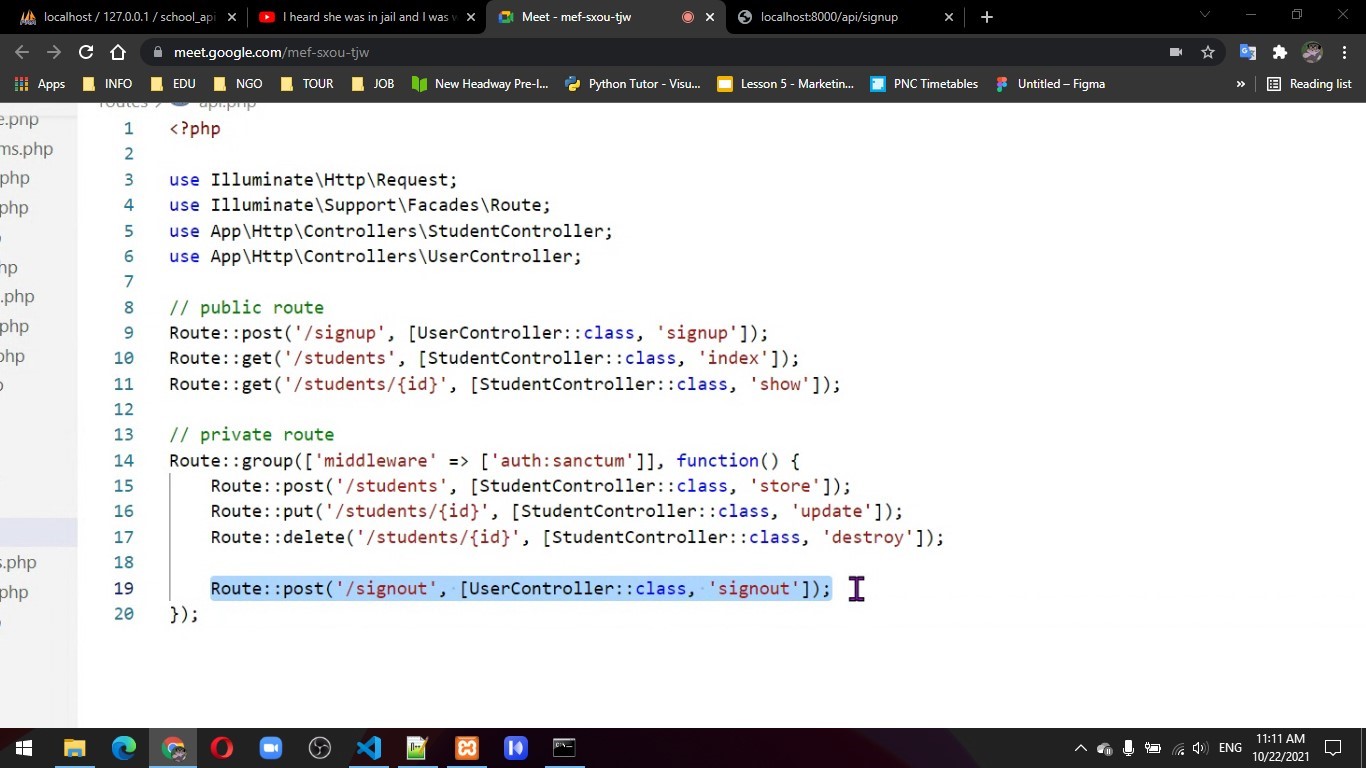 localhost / 127.0.0.1 / school_api
I heard she was in jail and I was w
Meet - mef-sxou-tjw
localhost:8000/api/signup
meet.google.com/mef-sxou-tjw
Apps
INFO
EDU
NGO
TOUR
JOB
New Headway Pre-I...
Python Tutor - Visu...
Lesson 5 - Marketin...
PNC Timetables
Untitled – Figma
»
Reading list
routes > api.php
e.php
ms.php
php
php
hp
.php
php
hp
s.php
php
1 <?php
2
3 use Illuminate\Http\Request;
4 use Illuminate\Support\Facades\Route;
5 use App\Http\Controllers\StudentController;
6 use App\Http\Controllers\UserController;
7
8 // public route
9 Route::post('/signup', [UserController::class, 'signup']);
10 Route::get('/students', [StudentController::class, 'index']);
11 Route::get('/students/{id}', [StudentController::class, 'show']);
12
13 // private route
14 Route::group(['middleware' => ['auth:sanctum']], function() {
15 Route::post('/students', [StudentController::class, 'store']);
16 Route::put('/students/{id}', [StudentController::class, 'update']);
17 Route::delete('/students/{id}', [StudentController::class, 'destroy']);
18
19 Route::post('/signout', [UserController::class, 'signout']);
20 });
ENG
11:11 AM
10/22/2021